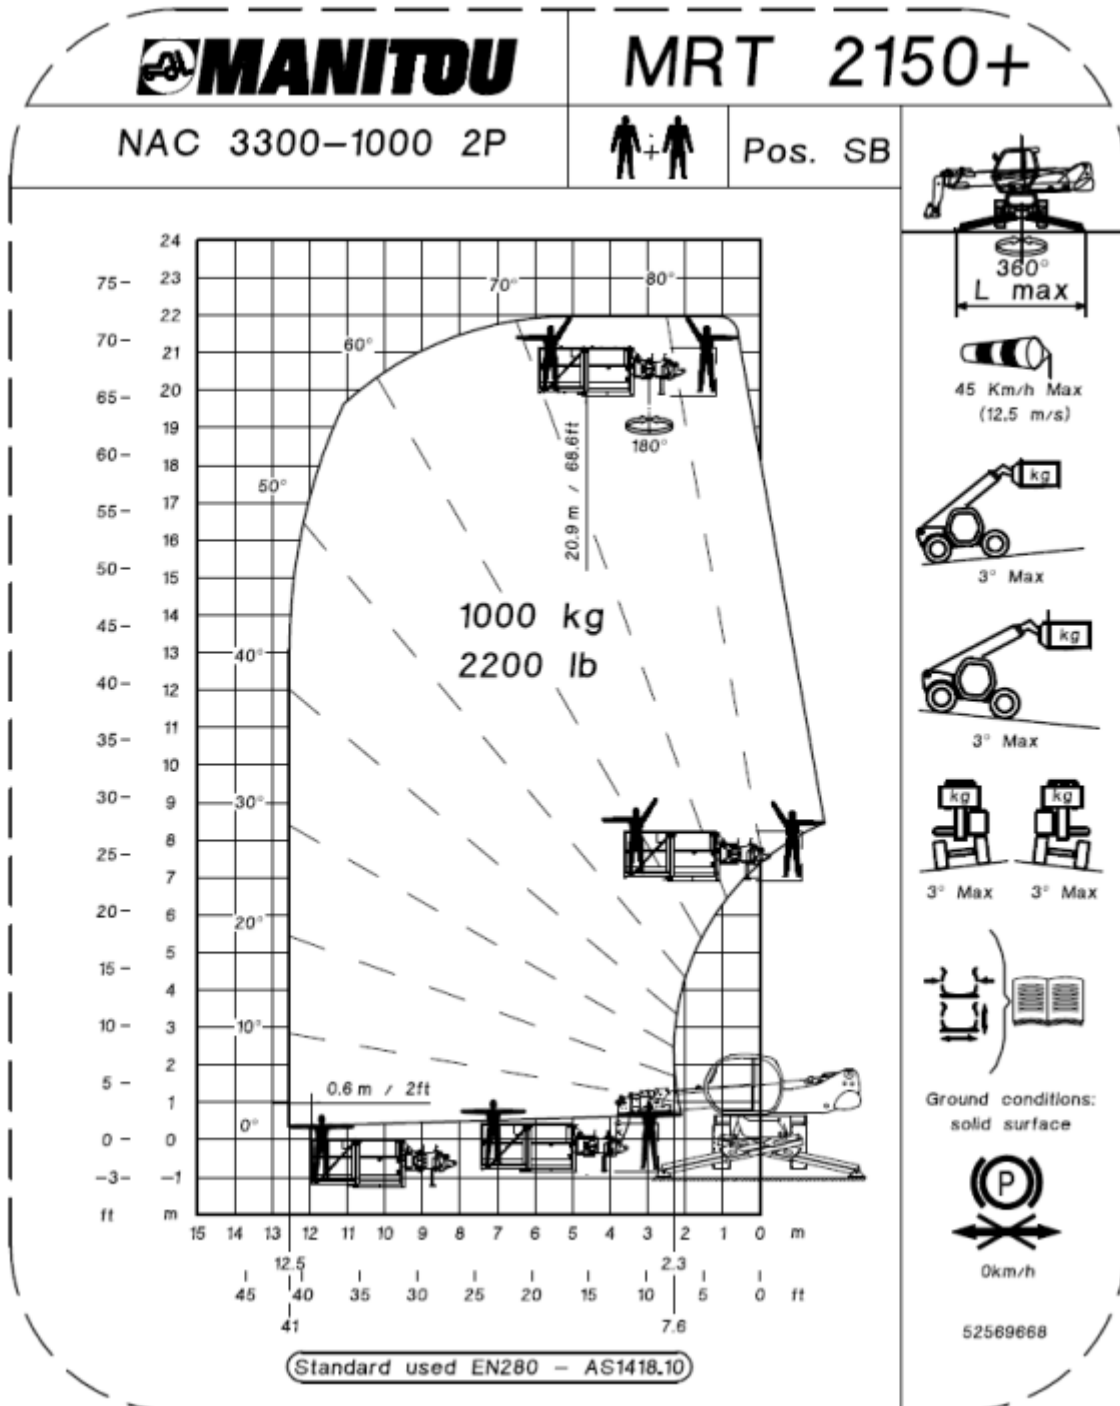 MANITOU
MRT 2150+
NAC 3300-1000 2P
+
Pos. SB
360°
L max
45 Km/h Max
(12.5 m/s)
kg
3° Max
kg
3° Max
kg kg
3° Max 3° Max
Ground conditions:
solid surface
P
0km/h
52569668
24
75- 23
22
70- 21
20
65- 19
18
60- 17
55- 16
15
50- 14
45- 13
12
40- 11
35- 10
9
30- 8
25- 7
6
20- 5
15- 4
3
10- 2
5- 1
0- 0
-3- -1
ft m
80°
70°
60°
50°
40°
30°
20°
10°
0°
180°
20.9 m / 68.6ft
1000 kg
2200 lb
0.6 m / 2ft
15 14 13 12 11 10 9 8 7 6 5 4 3 2 1 0 m
12.5 2.3
45 40 35 30 25 20 15 10 5 0 ft
41 7.6
Standard used EN280 - AS1418.10